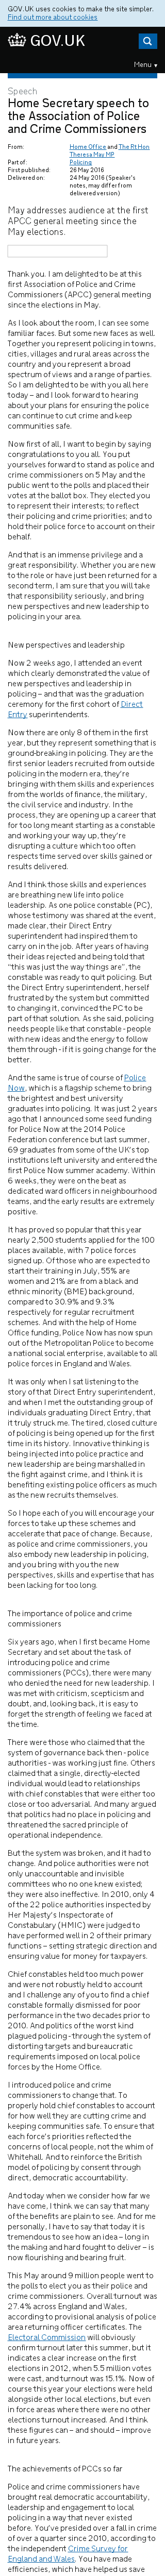 GOV.UK uses cookies to make the site simpler.
Find out more about cookies
GOV.UK
Menu
Speech
Home Secretary speech to
the Association of Police
and Crime Commissioners
From: Home Office and The Rt Hon
Theresa May MP
Part of: Policing
First published: 26 May 2016
Delivered on: 24 May 2016 (Speaker's
notes, may differ from
delivered version)
May addresses audience at the first
APCC general meeting since the
May elections.
Thank you. I am delighted to be at this
first Association of Police and Crime
Commissioners (APCC) general meeting
since the elections in May.
As I look about the room, I can see some
familiar faces. But some new faces as well.
Together you represent policing in towns,
cities, villages and rural areas across the
country and you represent a broad
spectrum of views and a range of parties.
So I am delighted to be with you all here
today – and I look forward to hearing
about your plans for ensuring the police
continue to cut crime and keep
communities safe.
Now first of all, I want to begin by saying
congratulations to you all. You put
yourselves forward to stand as police and
crime commissioners on 5 May and the
public went to the polls and placed their
votes at the ballot box. They elected you
to represent their interests; to reflect
their policing and crime priorities; and to
hold their police force to account on their
behalf.
And that is an immense privilege and a
great responsibility. Whether you are new
to the role or have just been returned for
a second term, I am sure that you will take
that responsibility seriously, and bring
new perspectives and new leadership to
policing in your area.
New perspectives and leadership
Now 2 weeks ago, I attended an event
which clearly demonstrated the value of
new perspectives and leadership in
policing – and that was the graduation
ceremony for the first cohort of Direct
Entry superintendents.
Now there are only 8 of them in the first
year, but they represent something that is
ground-breaking in policing. They are the
first senior leaders recruited from outside
policing in the modern era, they're
bringing with them skills and experiences
from the worlds of finance, the military,
the civil service and industry. In the
process, they are opening up a career that
for too long meant starting as a constable
and working your way up, they're
disrupting a culture which too often
respects time served over skills gained or
results delivered.
And I think those skills and experiences
are breathing new life into police
leadership. As one police constable (PC),
whose testimony was shared at the event,
made clear, their Direct Entry
superintendent had inspired them to
carry on in the job. After years of having
their ideas rejected and being told that
"this was just the way things are", the
constable was ready to quit policing. But
the Direct Entry superintendent, herself
frustrated by the system but committed
to changing it, convinced the PC to be
part of that solution. As she said, policing
needs people like that constable - people
with new ideas and the energy to follow
them through - if it is going change for the
better.
And the same is true of course of Police
Now, which is a flagship scheme to bring
the brightest and best university
graduates into policing. It was just 2 years
ago that I announced some seed funding
for Police Now at the 2014 Police
Federation conference but last summer,
69 graduates from some of the UK's top
institutions left university and entered the
first Police Now summer academy. Within
6 weeks, they were on the beat as
dedicated ward officers in neighbourhood
teams, and the early results are extremely
positive.
It has proved so popular that this year
nearly 2,500 students applied for the 100
places available, with 7 police forces
signed up. Of those who are expected to
start their training in July, 55% are
women and 21% are from a black and
ethnic minority (BME) background,
compared to 30.9% and 9.3%
respectively for regular recruitment
schemes. And with the help of Home
Office funding, Police Now has now spun
out of the Metropolitan Police to become
a national social enterprise, available to all
police forces in England and Wales.
It was only when I sat listening to the
story of that Direct Entry superintendent,
and when I met the outstanding group of
individuals graduating Direct Entry, that
it truly struck me. The tired, closed culture
of policing is being opened up for the first
time in its history. Innovative thinking is
being injected into police practice and
new leadership are being marshalled in
the fight against crime, and I think it is
benefiting existing police officers as much
as the new recruits themselves.
So I hope each of you will encourage your
forces to take up these schemes and
accelerate that pace of change. Because,
as police and crime commissioners, you
also embody new leadership in policing,
and you bring with you the new
perspectives, skills and expertise that has
been lacking for too long.
The importance of police and crime
commissioners
Six years ago, when I first became Home
Secretary and set about the task of
introducing police and crime
commissioners (PCCs), there were many
who denied the need for new leadership. I
was met with criticism, scepticism and
doubt, and, looking back, it is easy to
forget the strength of feeling we faced at
the time.
There were those who claimed that the
system of governance back then - police
authorities - was working just fine. Others
claimed that a single, directly-elected
individual would lead to relationships
with chief constables that were either too
close or too adversarial. And many argued
that politics had no place in policing and
threatened the sacred principle of
operational independence.
But the system was broken, and it had to
change. And police authorities were not
only unaccountable and invisible
committees who no one knew existed;
they were also ineffective. In 2010, only 4
of the 22 police authorities inspected by
Her Majesty's Inspectorate of
Constabulary (HMIC) were judged to
have performed well in 2 of their primary
functions – setting strategic direction and
ensuring value for money for taxpayers.
Chief constables held too much power
and were not robustly held to account
and I challenge any of you to find a chief
constable formally dismissed for poor
performance in the two decades prior to
2010. And politics of the worst kind
plagued policing - through the system of
distorting targets and bureaucratic
requirements imposed on local police
forces by the Home Office.
I introduced police and crime
commissioners to change that. To
properly hold chief constables to account
for how well they are cutting crime and
keeping communities safe. To ensure that
each force's priorities reflected the
concerns of local people, not the whim of
Whitehall. And to reinforce the British
model of policing by consent through
direct, democratic accountability.
And today when we consider how far we
have come, I think we can say that many
of the benefits are plain to see. And for me
personally, I have to say that today it is
tremendous to see how an idea – long in
the making and hard fought to deliver – is
now flourishing and bearing fruit.
This May around 9 million people went to
the polls to elect you as their police and
crime commissioners. Overall turnout was
27.4% across England and Wales,
according to provisional analysis of police
area returning officer certificates. The
Electoral Commission will obviously
confirm turnout later this summer, but it
represents a clear increase on the first
elections in 2012, when 5.5 million votes
were cast, and turnout was 15.1%. Now of
course this year your elections were held
alongside other local elections, but even
in force areas where there were no other
elections, turnout increased. And I think
these figures can – and should – improve
in future years.
The achievements of PCCs so far
Police and crime commissioners have
brought real democratic accountability,
leadership and engagement to local
policing in a way that never existed
before. You've presided over a fall in crime
of over a quarter since 2010, according to
the independent Crime Survey for
England and Wales. You have made
efficiencies, which have helped us save